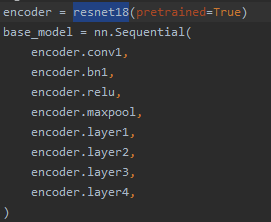 encoder = resnet18(pretrained=True)
base_model = nn.Sequential(
    encoder.conv1,
    encoder.bn1,
    encoder.relu,
    encoder.maxpool,
    encoder.layer1,
    encoder.layer2,
    encoder.layer3,
    encoder.layer4,
)